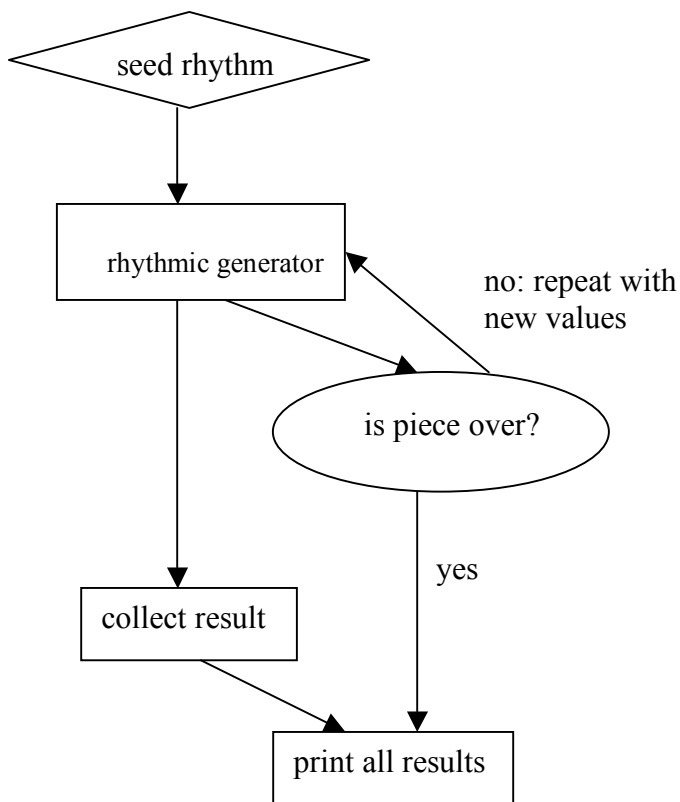 seed rhythm
rhythmic generator
no: repeat with
new values
is piece over?
yes
collect result
print all results